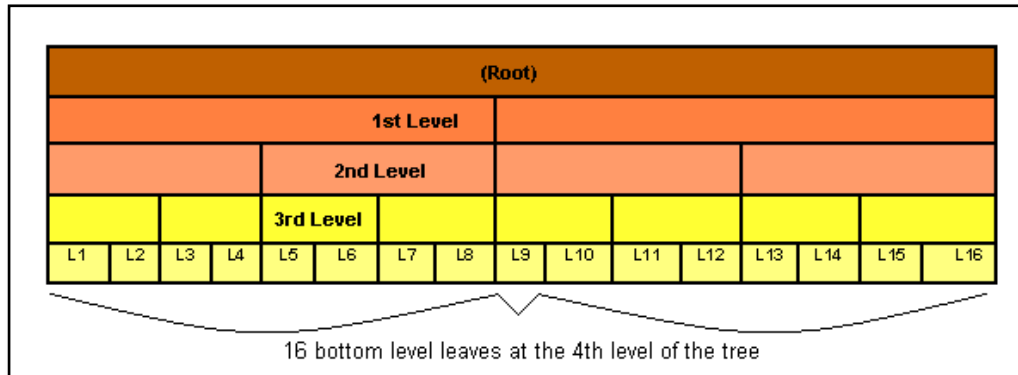 (Root)
1st Level
2nd Level
3rd Level
L1 L2 L3 L4 L5 L6 L7 L8 L9 L10 L11 L12 L13 L14 L15 L16
16 bottom level leaves at the 4th level of the tree